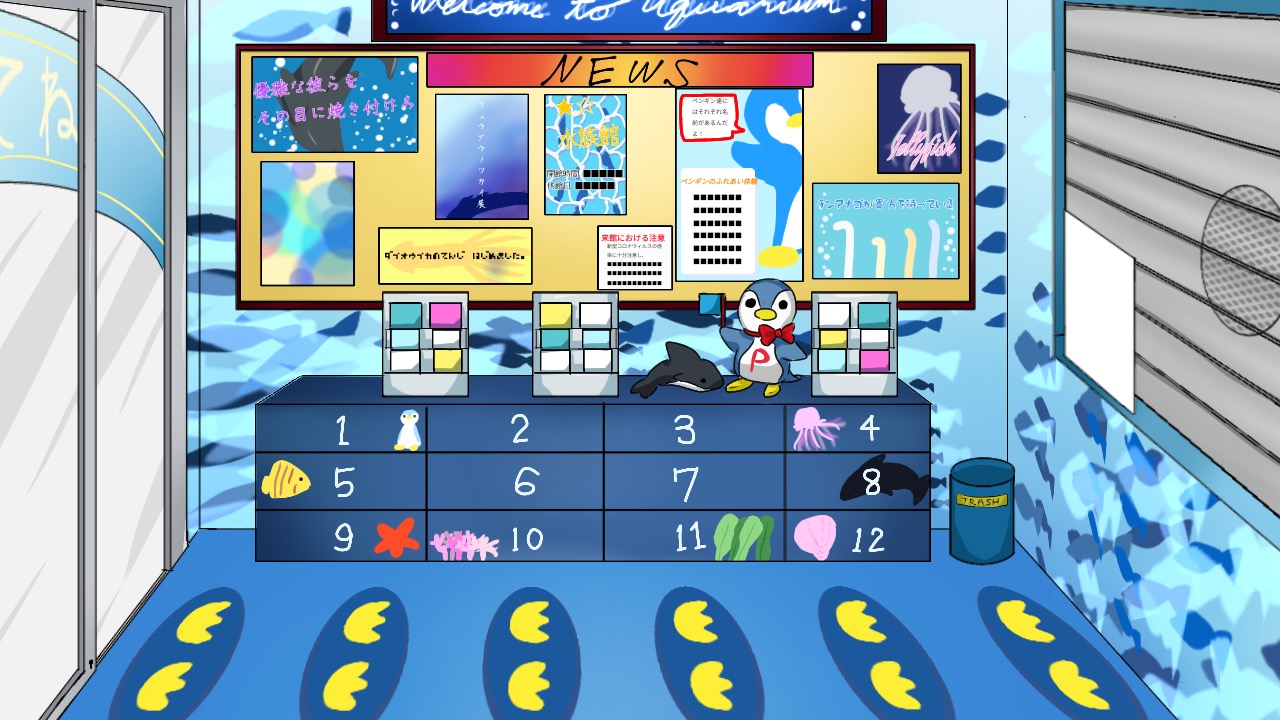 Welcome to Aquarium
NEWS
てね
優雅な彼らを
その目に焼き付けろ
リュウグウノツカイ展
水族館
開館時間
休館日
ペンギン達に
はそれぞれ名
前があるんだ
よ！
ペンギンのふれあい体験
Jellyfish
チンアナゴが貴方を待っている
ダイオウイカのてんじ はじめました。
来館における注意
新型コロナウィルスの感
染に十分注意し、
P
1
2
3
4
5
6
7
8
9
10
11
12
TRASH